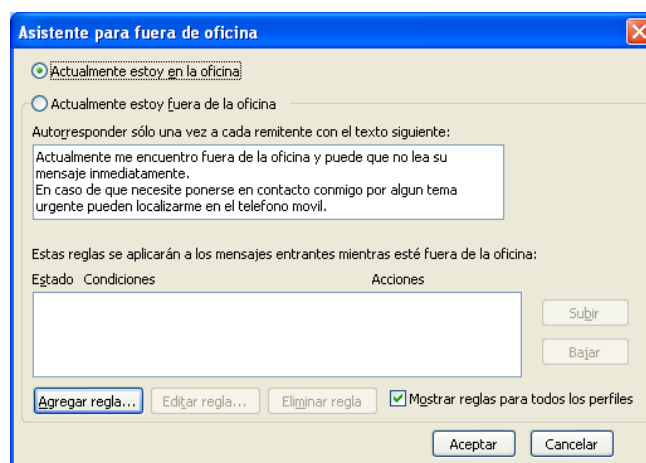 Asistente para fuera de oficina
Actualmente estoy en la oficina
Actualmente estoy fuera de la oficina
Autorresponder sólo una vez a cada remitente con el texto siguiente:
Actualmente me encuentro fuera de la oficina y puede que no lea su
mensaje inmediatamente.
En caso de que necesite ponerse en contacto conmigo por algun tema
urgente pueden localizarme en el telefono movil.
Estas reglas se aplicarán a los mensajes entrantes mientras esté fuera de la oficina:
Estado Condiciones Acciones
Subir
Bajar
Agregar regla... Editar regla... Eliminar regla Mostrar reglas para todos los perfiles
Aceptar Cancelar